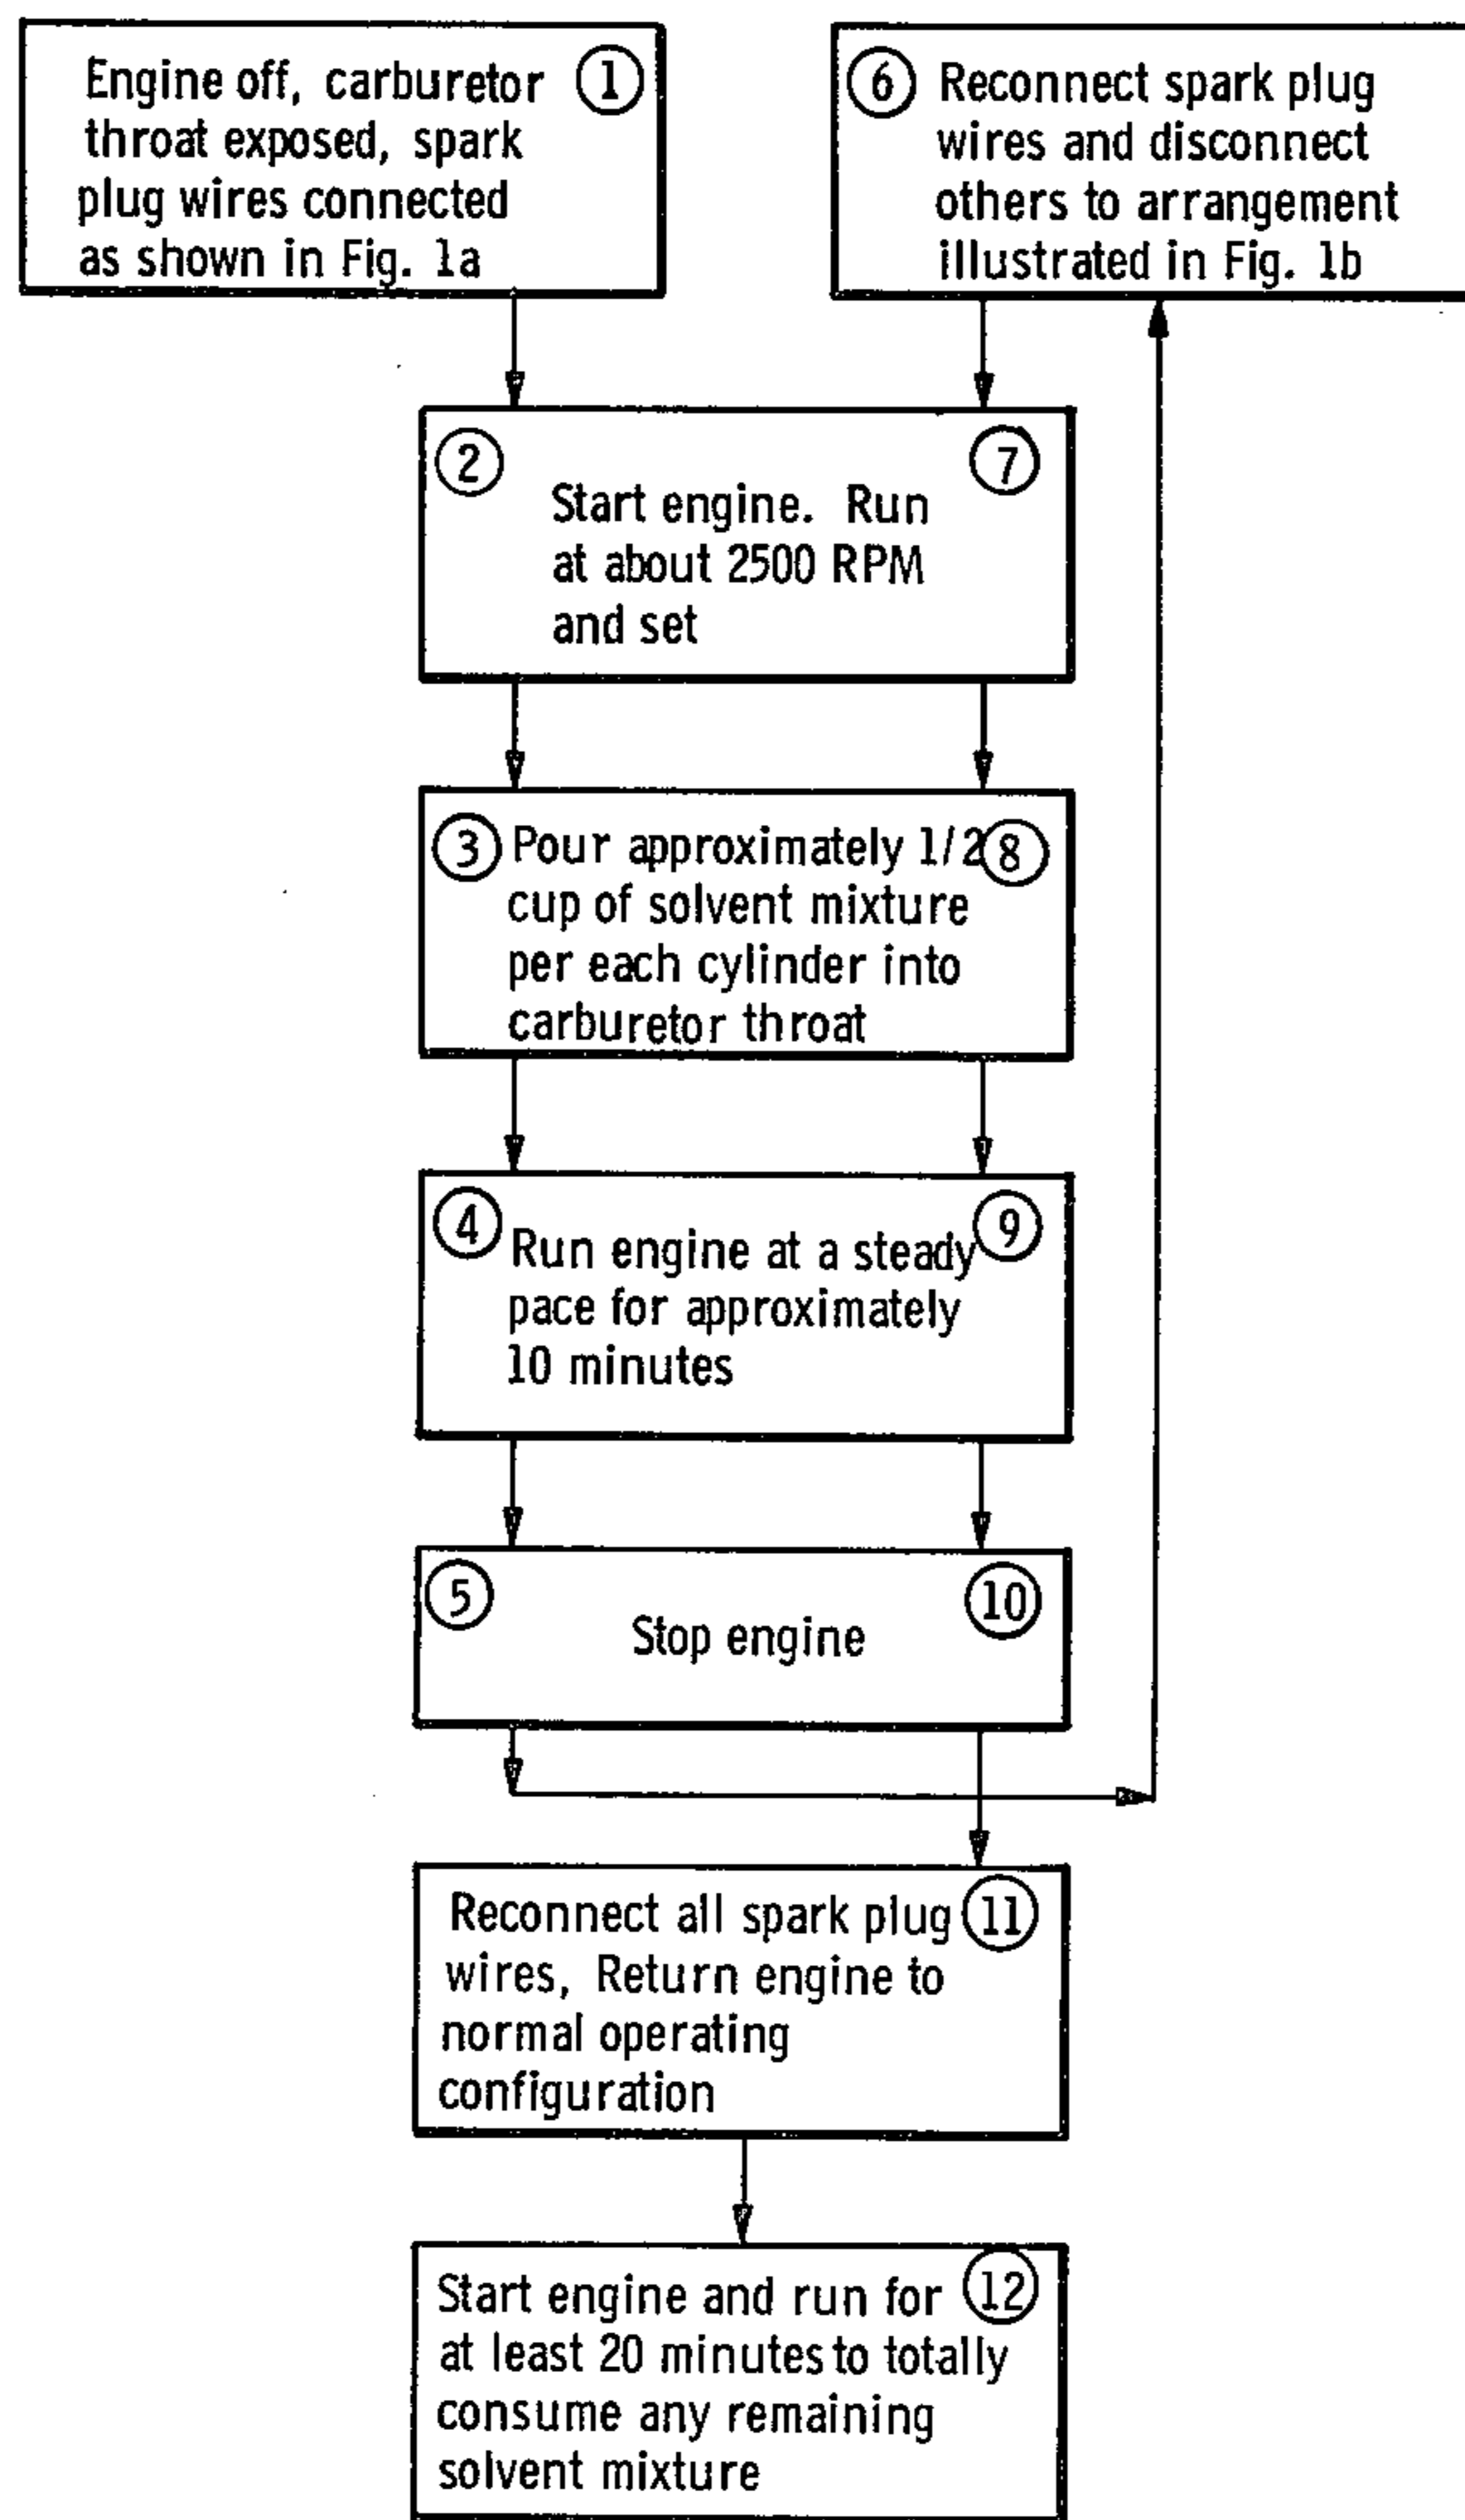 Engine off, carburetor 1
throat exposed, spark
plug wires connected
as shown in Fig. 1a
6 Reconnect spark plug
wires and disconnect
others to arrangement
illustrated in Fig. 1b
2 7
Start engine. Run
at about 2500 RPM
and set
3 Pour approximately 1/2 8
cup of solvent mixture
per each cylinder into
carburetor throat
4 9
Run engine at a steady
pace for approximately
10 minutes
5 10
Stop engine
Reconnect all spark plug 11
wires, Return engine to
normal operating
configuration
Start engine and run for 12
at least 20 minutes to totally
consume any remaining
solvent mixture